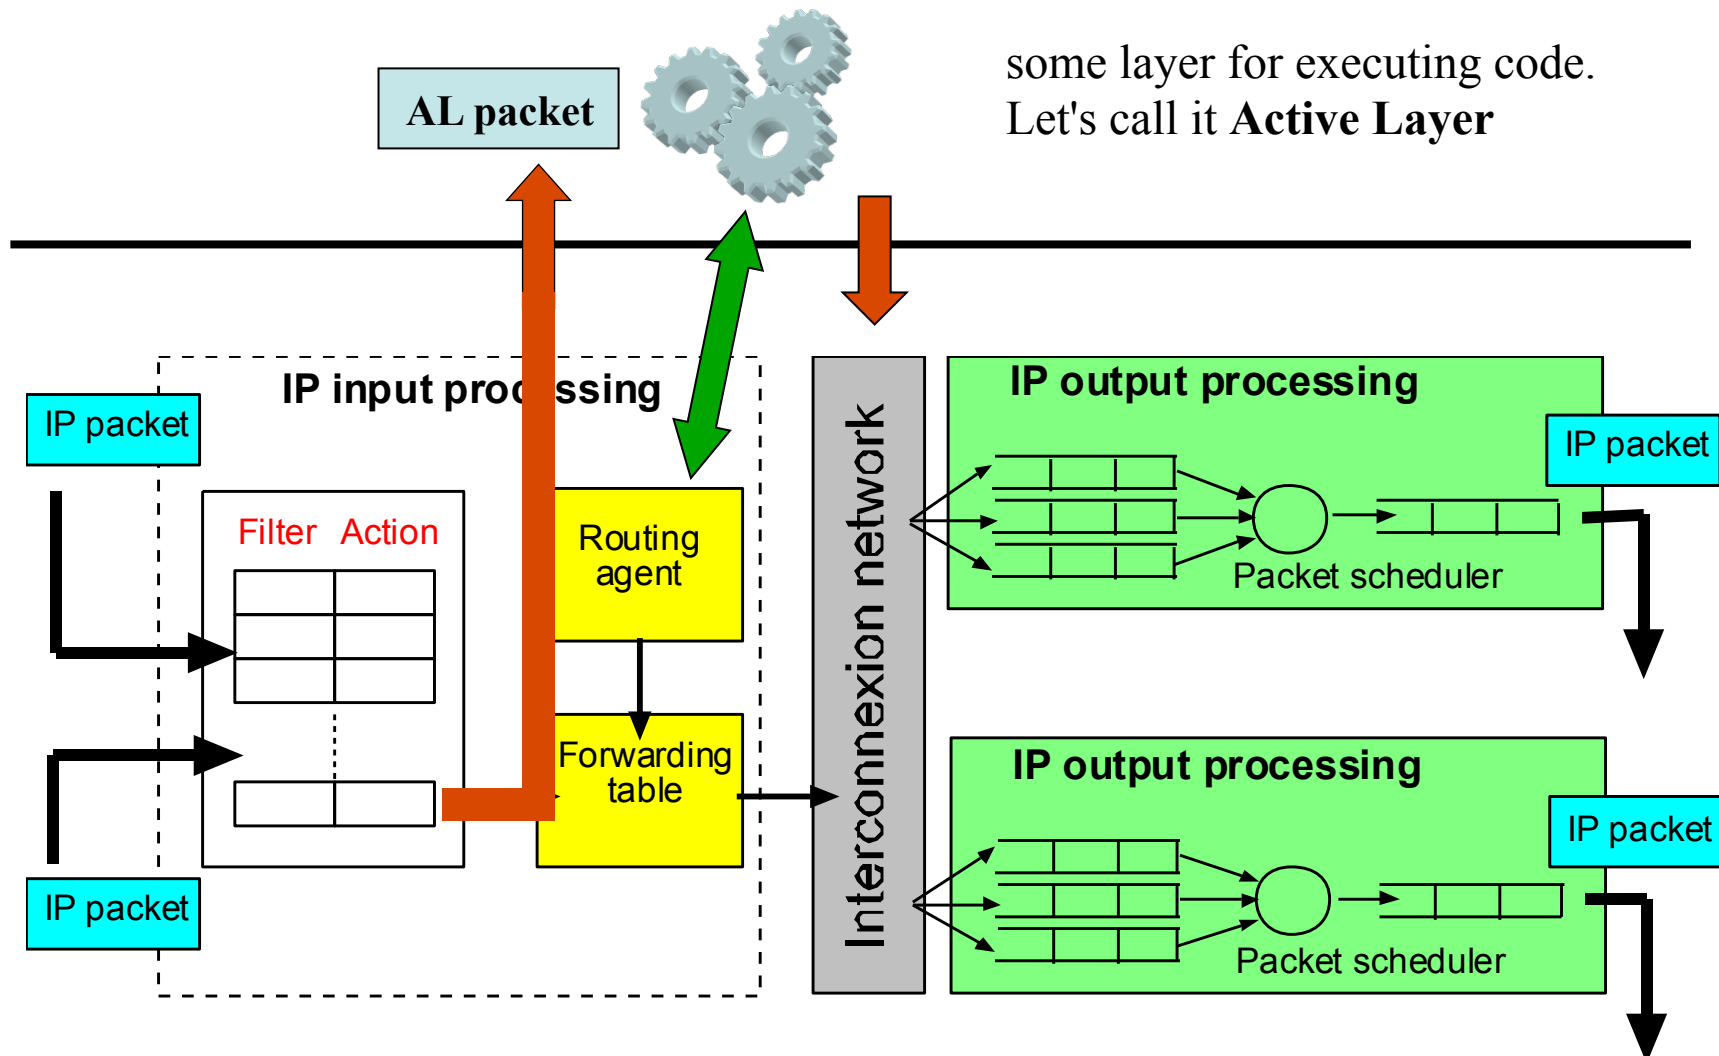 some layer for executing code.
Let's call it Active Layer
AL packet
IP input processing
IP packet
Filter Action
Routing
agent
Forwarding
table
IP packet
Interconnexion network
IP output processing
IP packet
Packet scheduler
IP output processing
IP packet
Packet scheduler